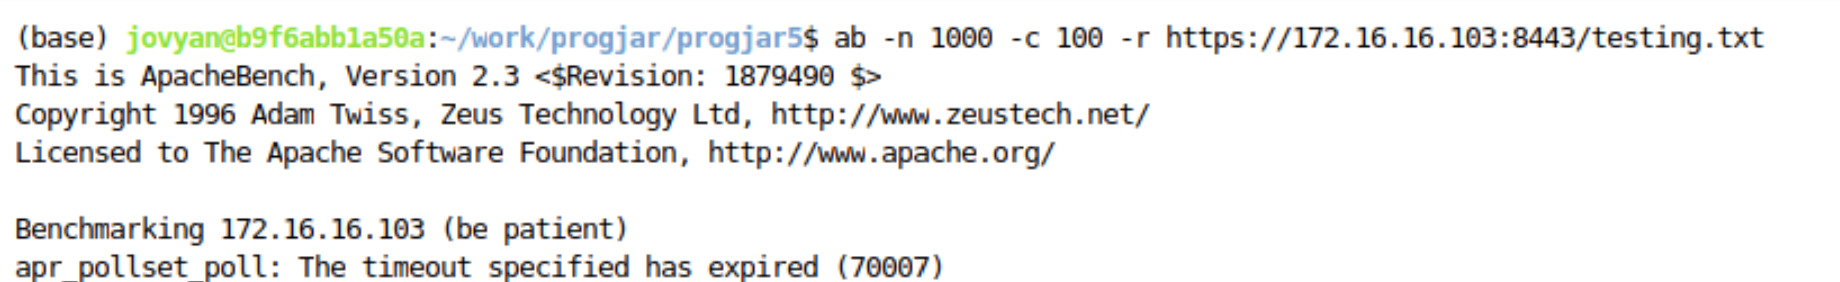 (base) jovyan@b9f6abb1a50a:~/work/progjar/progjar5$ ab -n 1000 -c 100 -r https://172.16.16.103:8443/testing.txt
This is ApacheBench, Version 2.3 <$Revision: 1879490 $>
Copyright 1996 Adam Twiss, Zeus Technology Ltd, http://www.zeustech.net/
Licensed to The Apache Software Foundation, http://www.apache.org/
Benchmarking 172.16.16.103 (be patient)
apr_pollset_poll: The timeout specified has expired (70007)